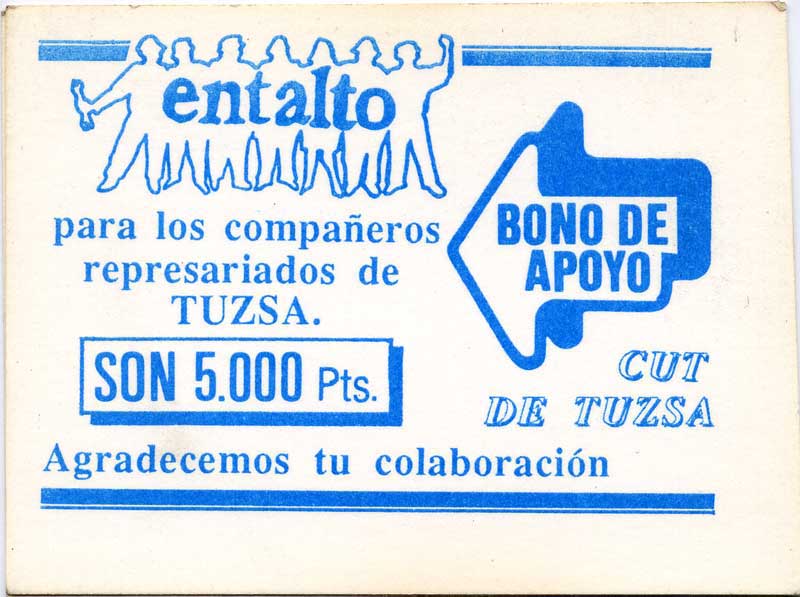 entalto
para los compañeros
represariados de
TUZSA.
SON 5.000 Pts.
BONO DE
APOYO
CUT
DE TUZSA
Agradecemos tu colaboración